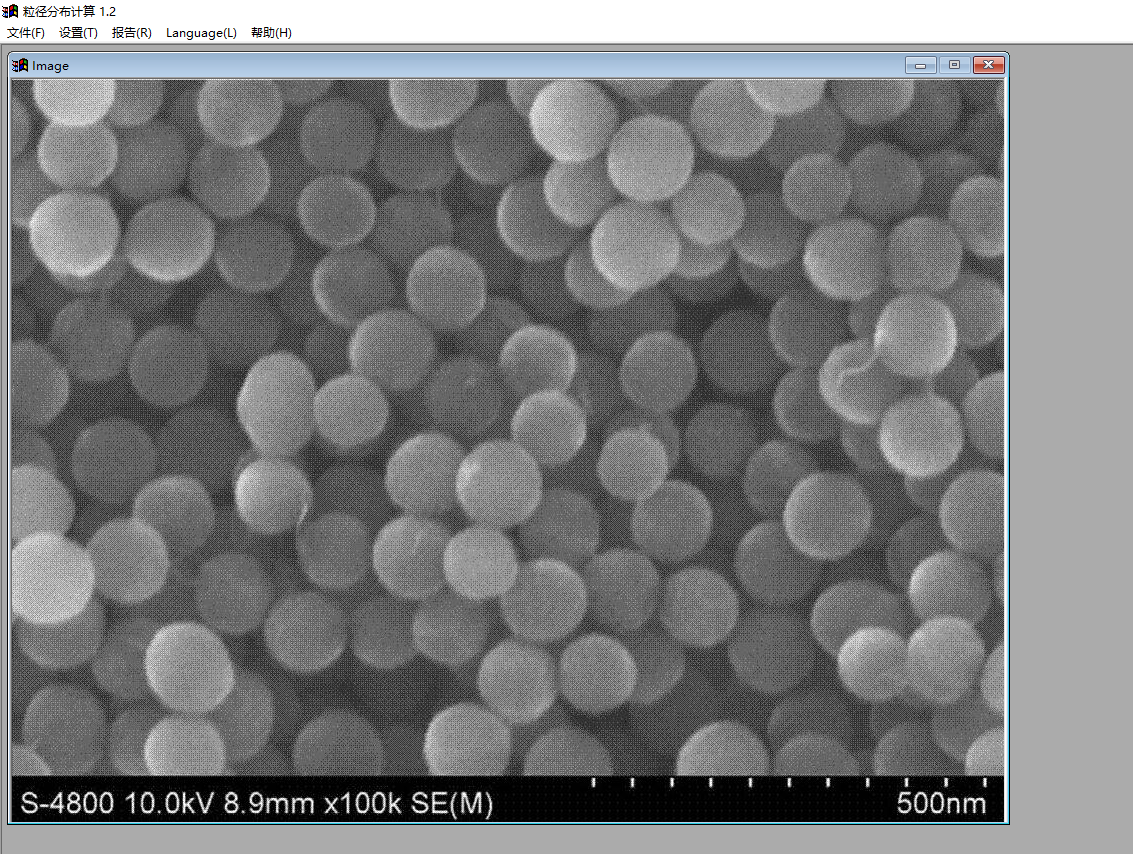 粒径分布计算 1.2
文件(F) 设置(T) 报告(R) Language(L) 帮助(H)
Image
S-4800 10.0kV 8.9mm x100k SE(M) 500nm